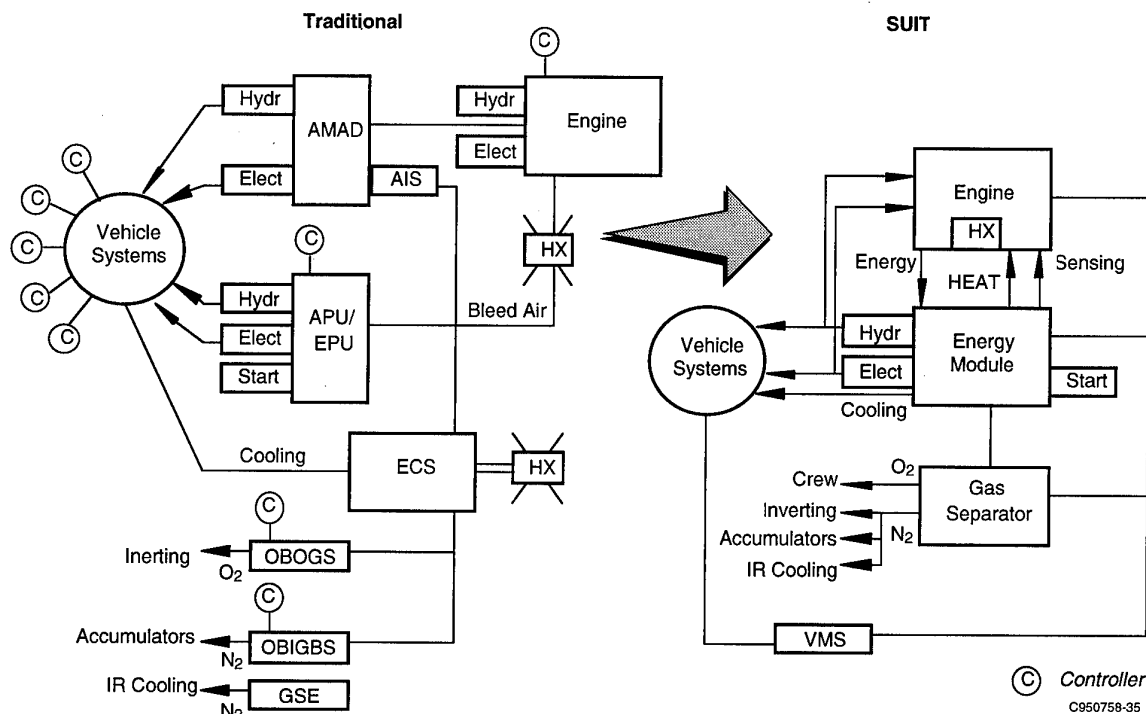 Traditional
SUIT
C
Hydr
AMAD
Hydr
Engine
Elect
Elect
AIS
C
C
C
C
C
Vehicle
Systems
C
HX
Hydr
APU/
EPU
Elect
Start
Bleed Air
Cooling
ECS
HX
C
Inerting
O2
OBOGS
C
Accumulators
N2
OBIGBS
IR Cooling
N2
GSE
Engine
HX
Energy
HEAT
Sensing
Vehicle
Systems
Hydr
Energy
Module
Elect
Start
Cooling
Crew
O2
Gas
Separator
Inverting
N2
Accumulators
IR Cooling
VMS
C Controller
C950758-35